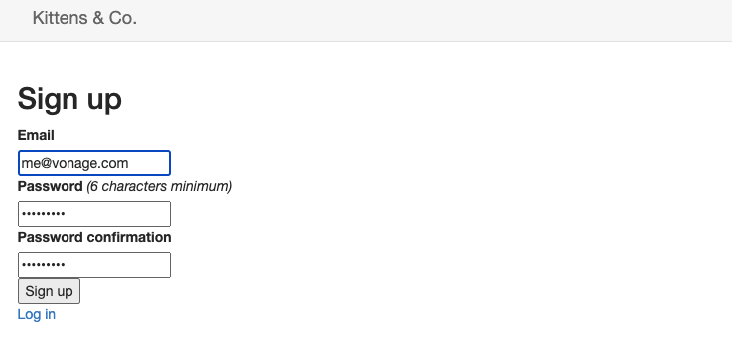 Kittens & Co.
Sign up
Email
me@vonage.com
Password (6 characters minimum)
•••••••••
Password confirmation
•••••••••
Sign up
Log in